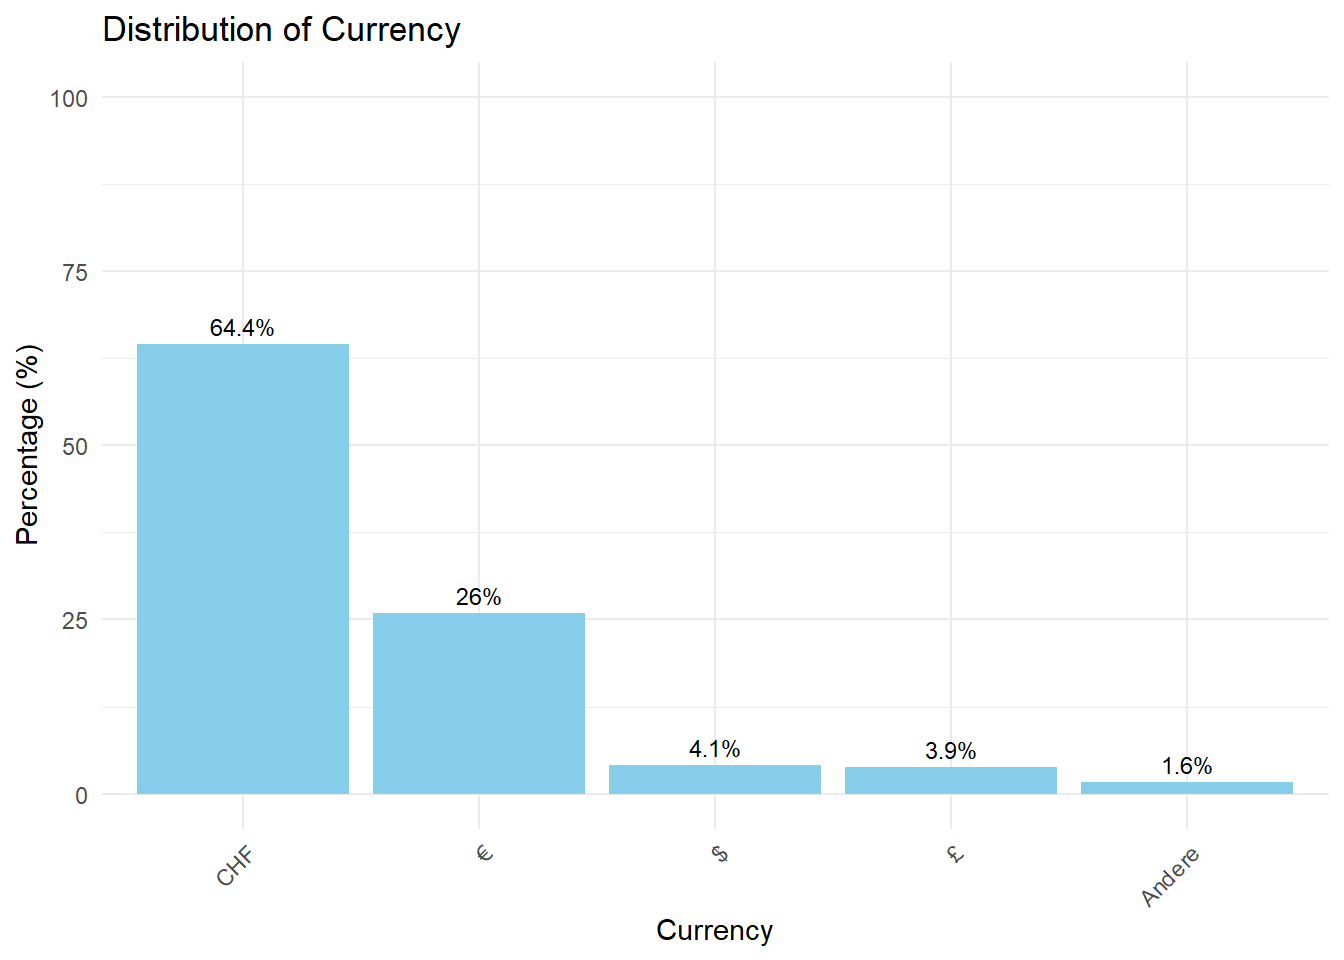 Distribution of Currency
100
75
50
25
0
Percentage (%)
64.4%
26%
4.1%
3.9%
1.6%
CHF
€
$
£
Andere
Currency